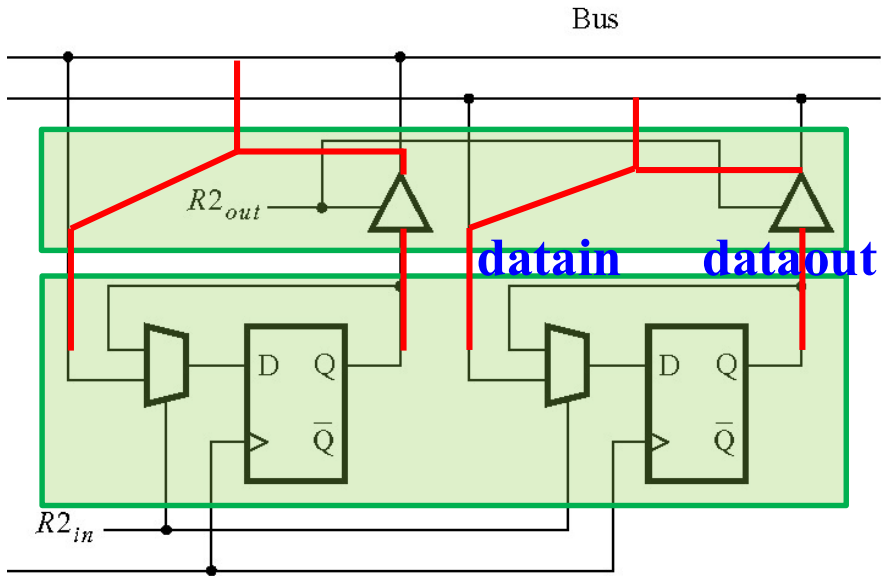 Bus
R2out
datain dataout
D Q D Q
Q̅ Q̅
R2in